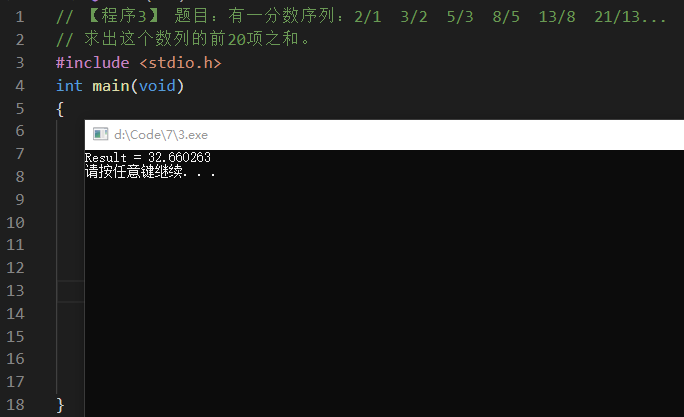 1 // 【程序3】 题目：有一分数序列：2/1 3/2 5/3 8/5 13/8 21/13...
2 // 求出这个数列的前20项之和。
3 #include <stdio.h>
4 int main(void)
5 {
6
d:\Code\7\3.exe
7
Result = 32.660263
8
请按任意键继续. . .
9
10
11
12
13
14
15
16
17
18 }